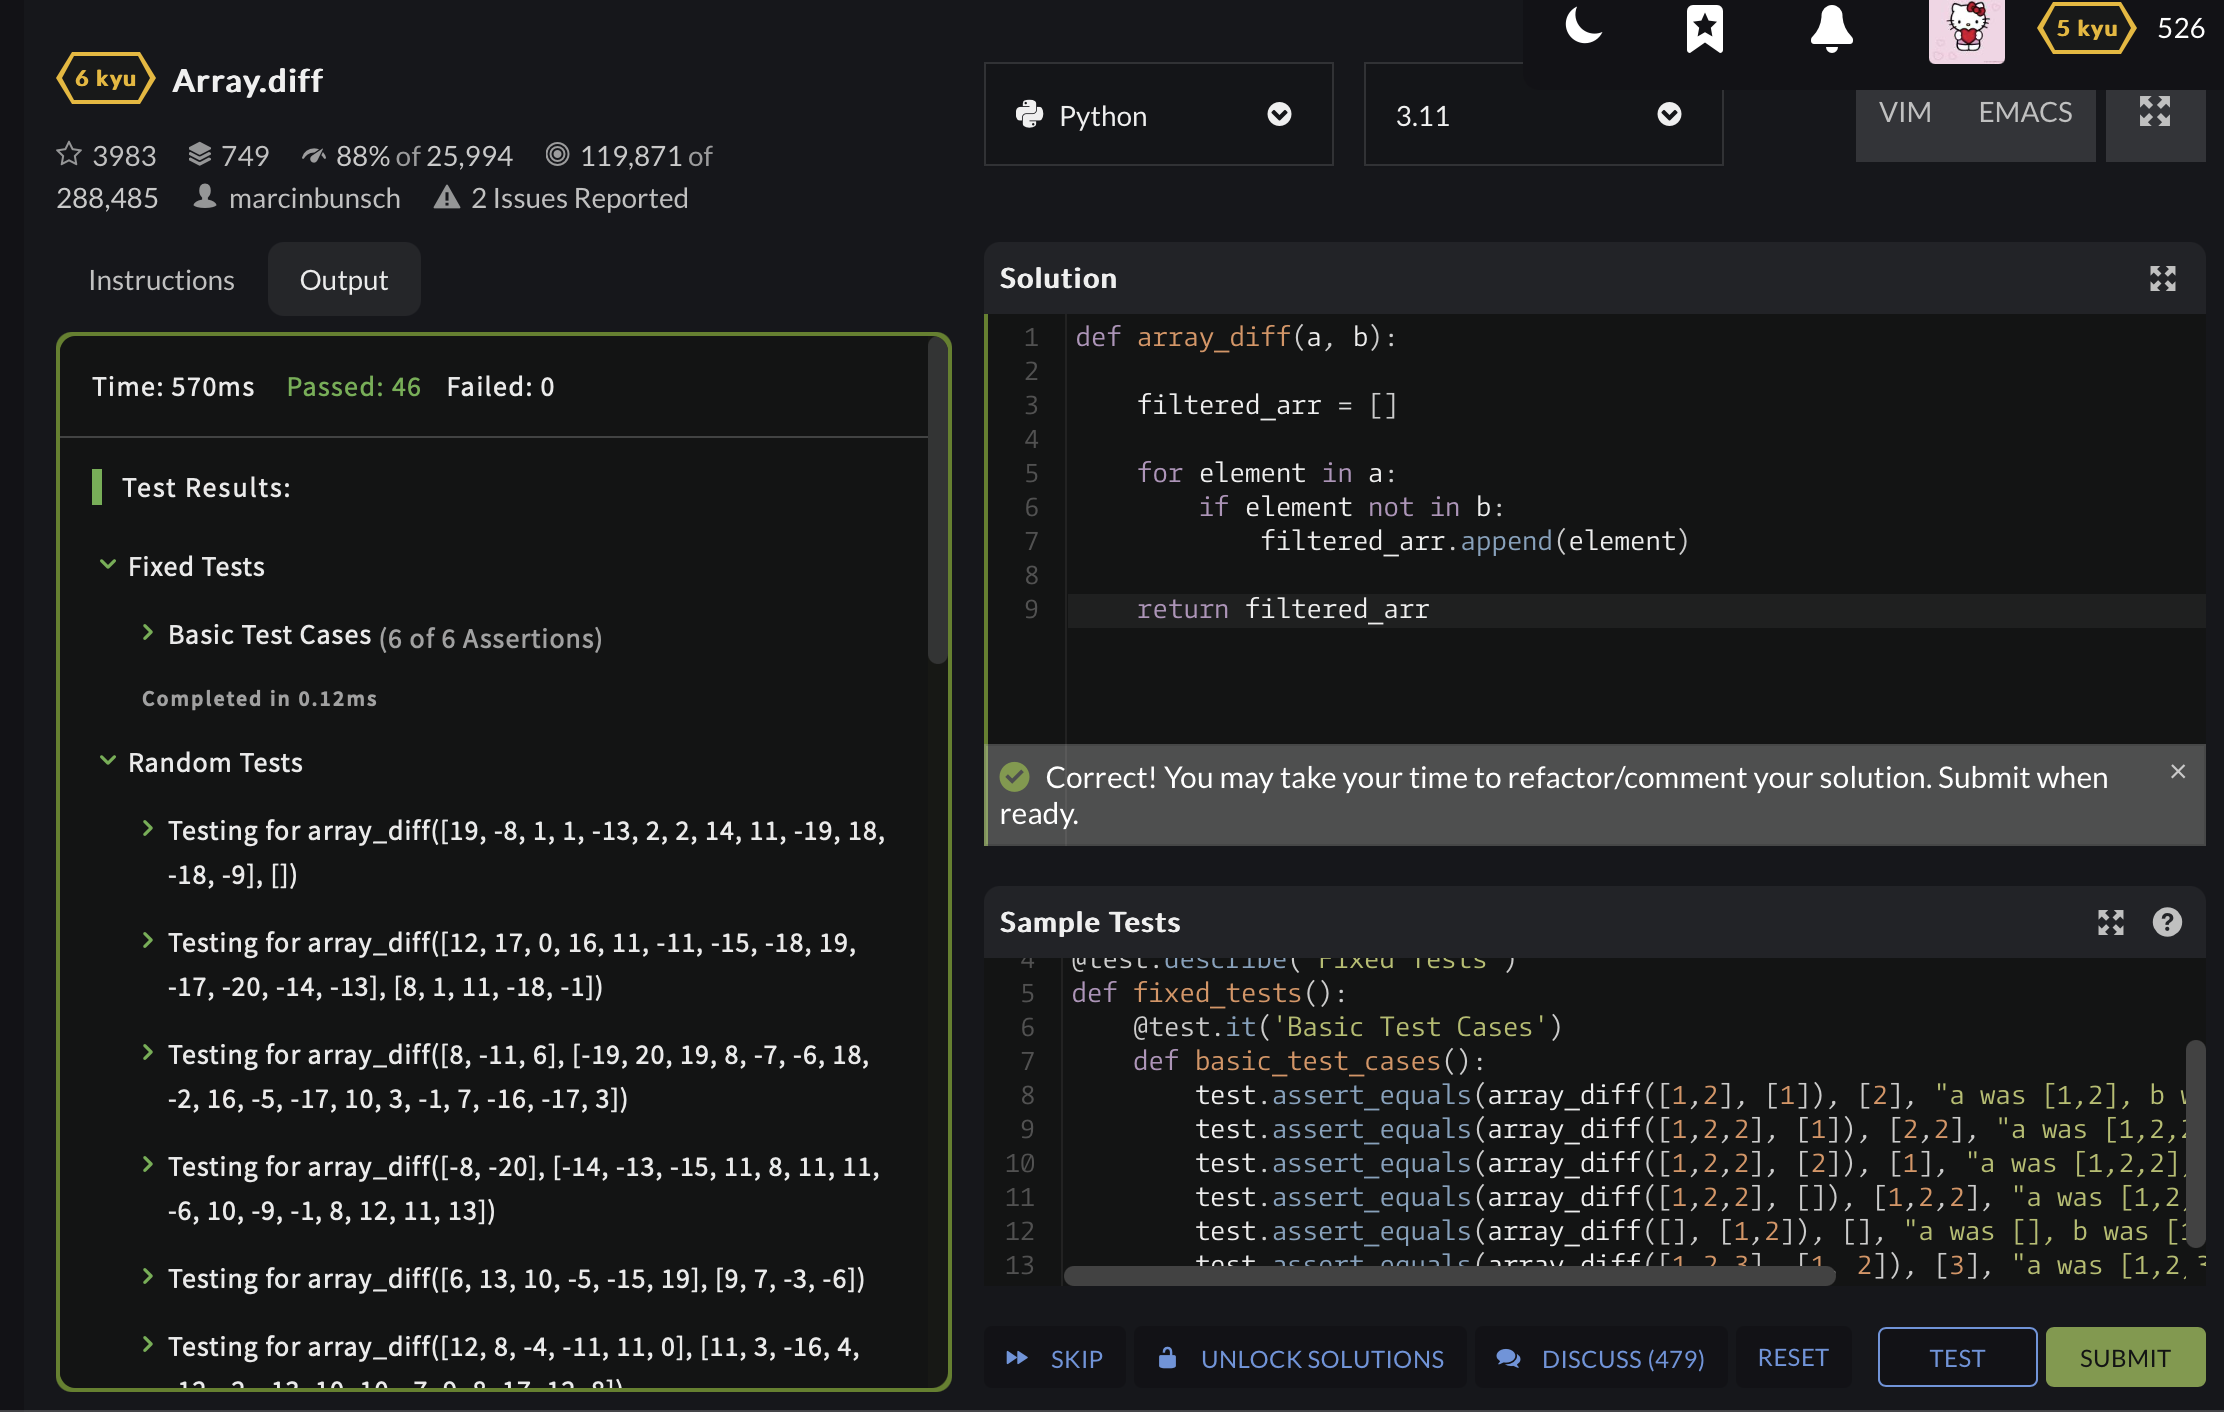 5 kyu 526
6 kyu Array.diff
3983 749 88% of 25,994 119,871 of
288,485 marcinbunsch 2 Issues Reported
Instructions Output
Time: 570ms Passed: 46 Failed: 0
Test Results:
Fixed Tests
Basic Test Cases (6 of 6 Assertions)
Completed in 0.12ms
Random Tests
Testing for array_diff([19, -8, 1, 1, -13, 2, 2, 14, 11, -19, 18,
-18, -9], [])
Testing for array_diff([12, 17, 0, 16, 11, -11, -15, -18, 19,
-17, -20, -14, -13], [8, 1, 11, -18, -1])
Testing for array_diff([8, -11, 6], [-19, 20, 19, 8, -7, -6, 18,
-2, 16, -5, -17, 10, 3, -1, 7, -16, -17, 3])
Testing for array_diff([-8, -20], [-14, -13, -15, 11, 8, 11, 11,
-6, 10, -9, -1, 8, 12, 11, 13])
Testing for array_diff([6, 13, 10, -5, -15, 19], [9, 7, -3, -6])
Testing for array_diff([12, 8, -4, -11, 11, 0], [11, 3, -16, 4,
Python 3.11 VIM EMACS
Solution
1 def array_diff(a, b):
2
3 filtered_arr = []
4
5 for element in a:
6 if element not in b:
7 filtered_arr.append(element)
8
9 return filtered_arr
Correct! You may take your time to refactor/comment your solution. Submit when
ready.
Sample Tests
4 @test.describe('Fixed Tests')
5 def fixed_tests():
6 @test.it('Basic Test Cases')
7 def basic_test_cases():
8 test.assert_equals(array_diff([1,2], [1]), [2], "a was [1,2], b
9 test.assert_equals(array_diff([1,2,2], [1]), [2,2], "a was [1,2,2
10 test.assert_equals(array_diff([1,2,2], [2]), [1], "a was [1,2,2],
11 test.assert_equals(array_diff([1,2,2], []), [1,2,2], "a was [1,2,
12 test.assert_equals(array_diff([], [1,2]), [], "a was [], b was [1
13 test.assert_equals(array_diff([1,2,3], [1, 2]), [3], "a was [1,2,3
SKIP UNLOCK SOLUTIONS DISCUSS (479) RESET TEST SUBMIT